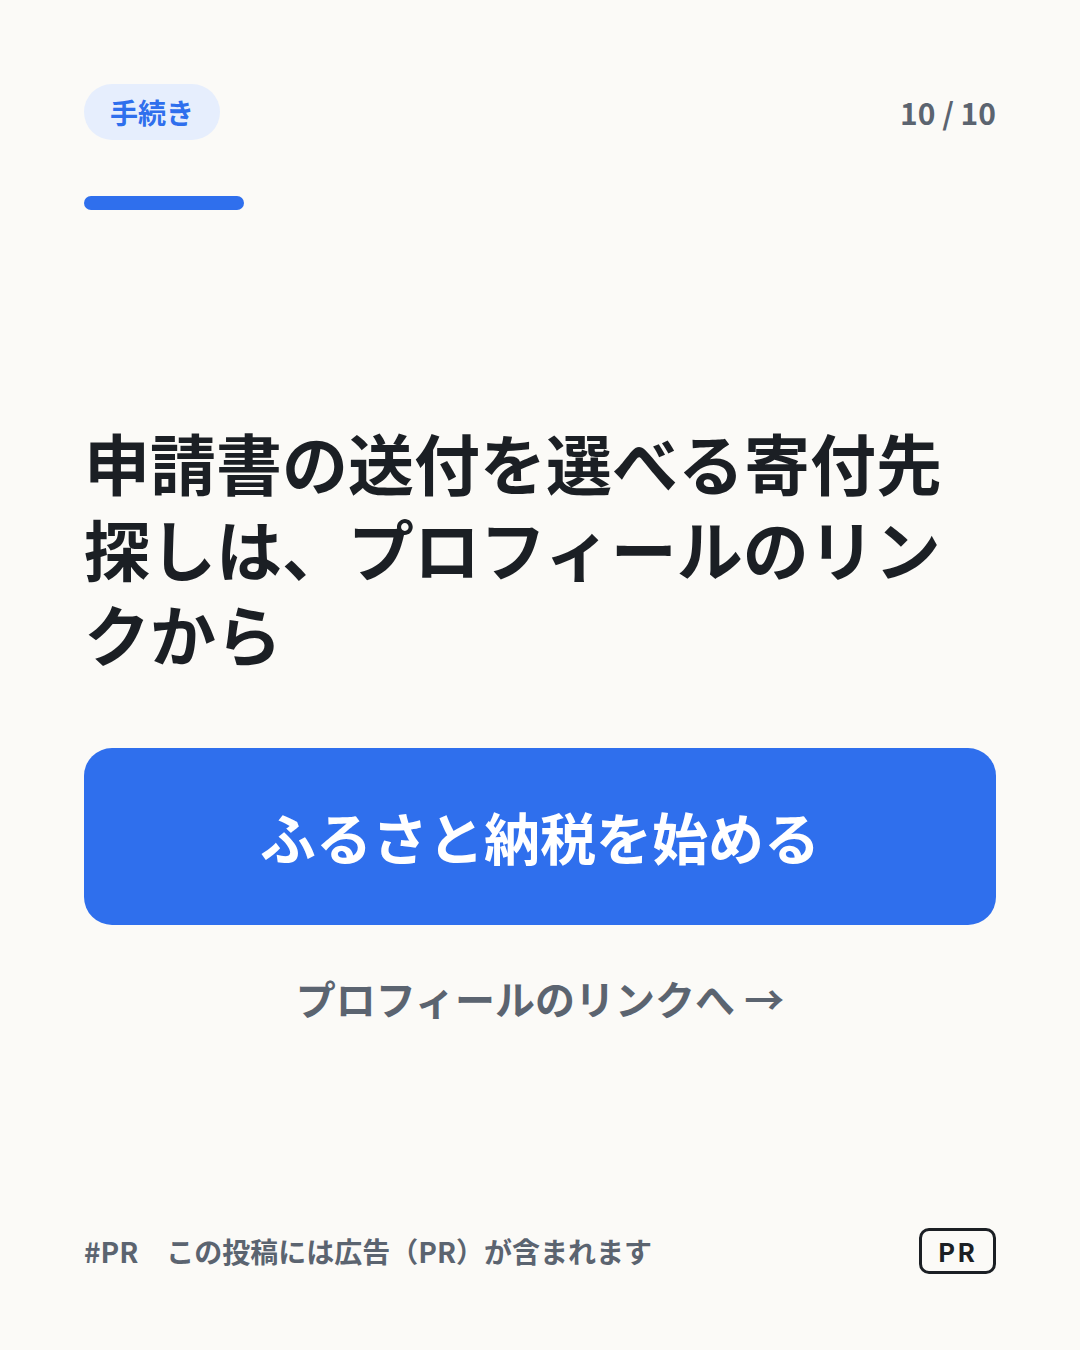 手続き
10 / 10
申請書の送付を選べる寄付先
探しは、プロフィールのリン
クから
ふるさと納税を始める
プロフィールのリンクへ →
#PR この投稿には広告（PR）が含まれます
PR